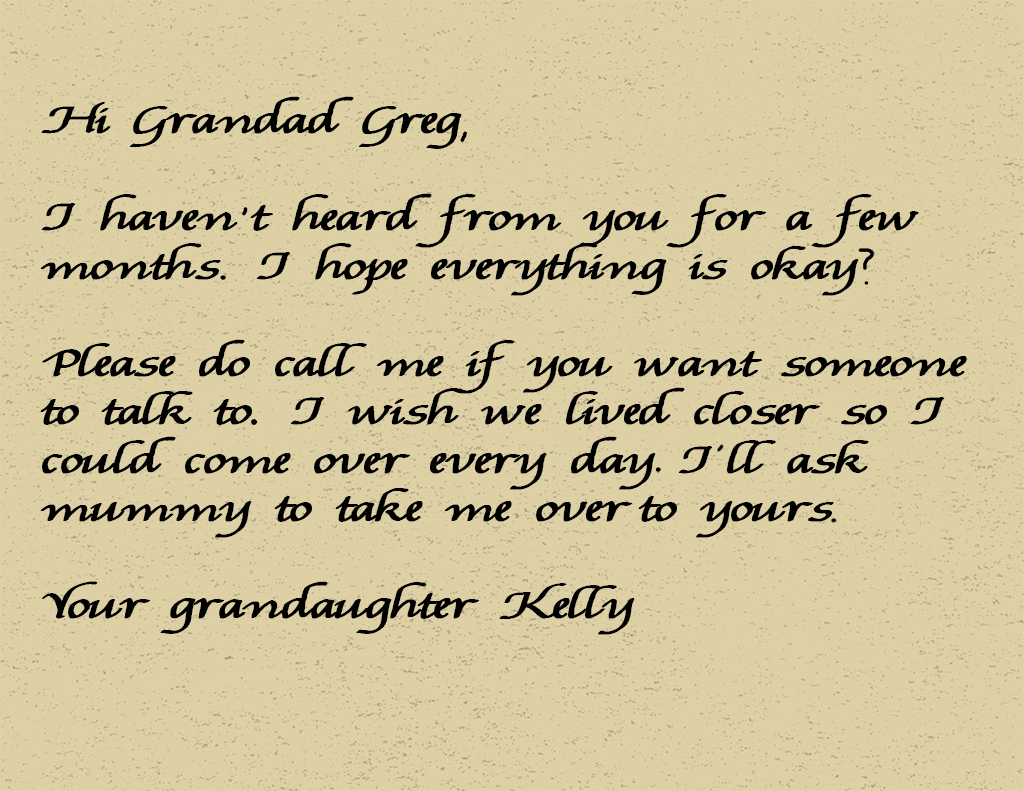 Hi Grandad Greg,
I haven't heard from you for a few
months. I hope everything is okay?
Please do call me if you want someone
to talk to. I wish we lived closer so I
could come over every day. I'll ask
mummy to take me over to yours.
Your grandaughter Kelly